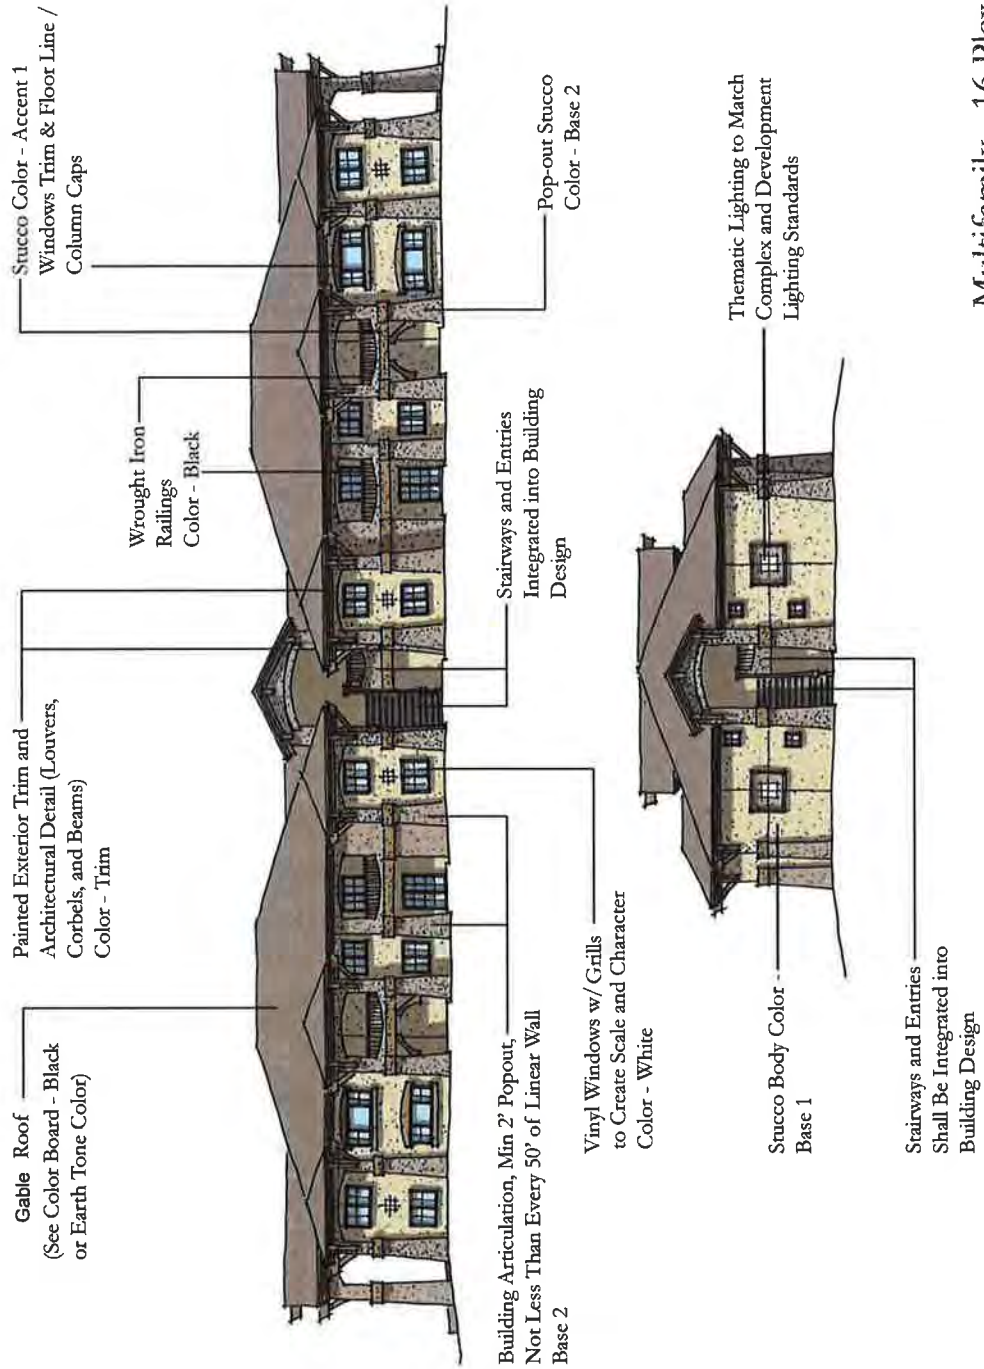 Gable Roof
(See Color Board - Black
or Earth Tone Color)
Painted Exterior Trim and
Architectural Detail (Louvers,
Corbels, and Beams)
Color - Trim
Wrought Iron
Railings
Color - Black
Stucco Color - Accent 1
Windows Trim & Floor Line /
Column Caps
Building Articulation, Min 2" Popout,
Not Less Than Every 50' of Linear Wall
Base 2
Vinyl Windows w/ Grills
to Create Scale and Character
Color - White
Stairways and Entries
Integrated into Building
Design
Pop-out Stucco
Color - Base 2
Stucco Body Color -
Base 1
Thematic Lighting to Match
Complex and Development
Lighting Standards
Stairways and Entries
Shall Be Integrated into
Building Design